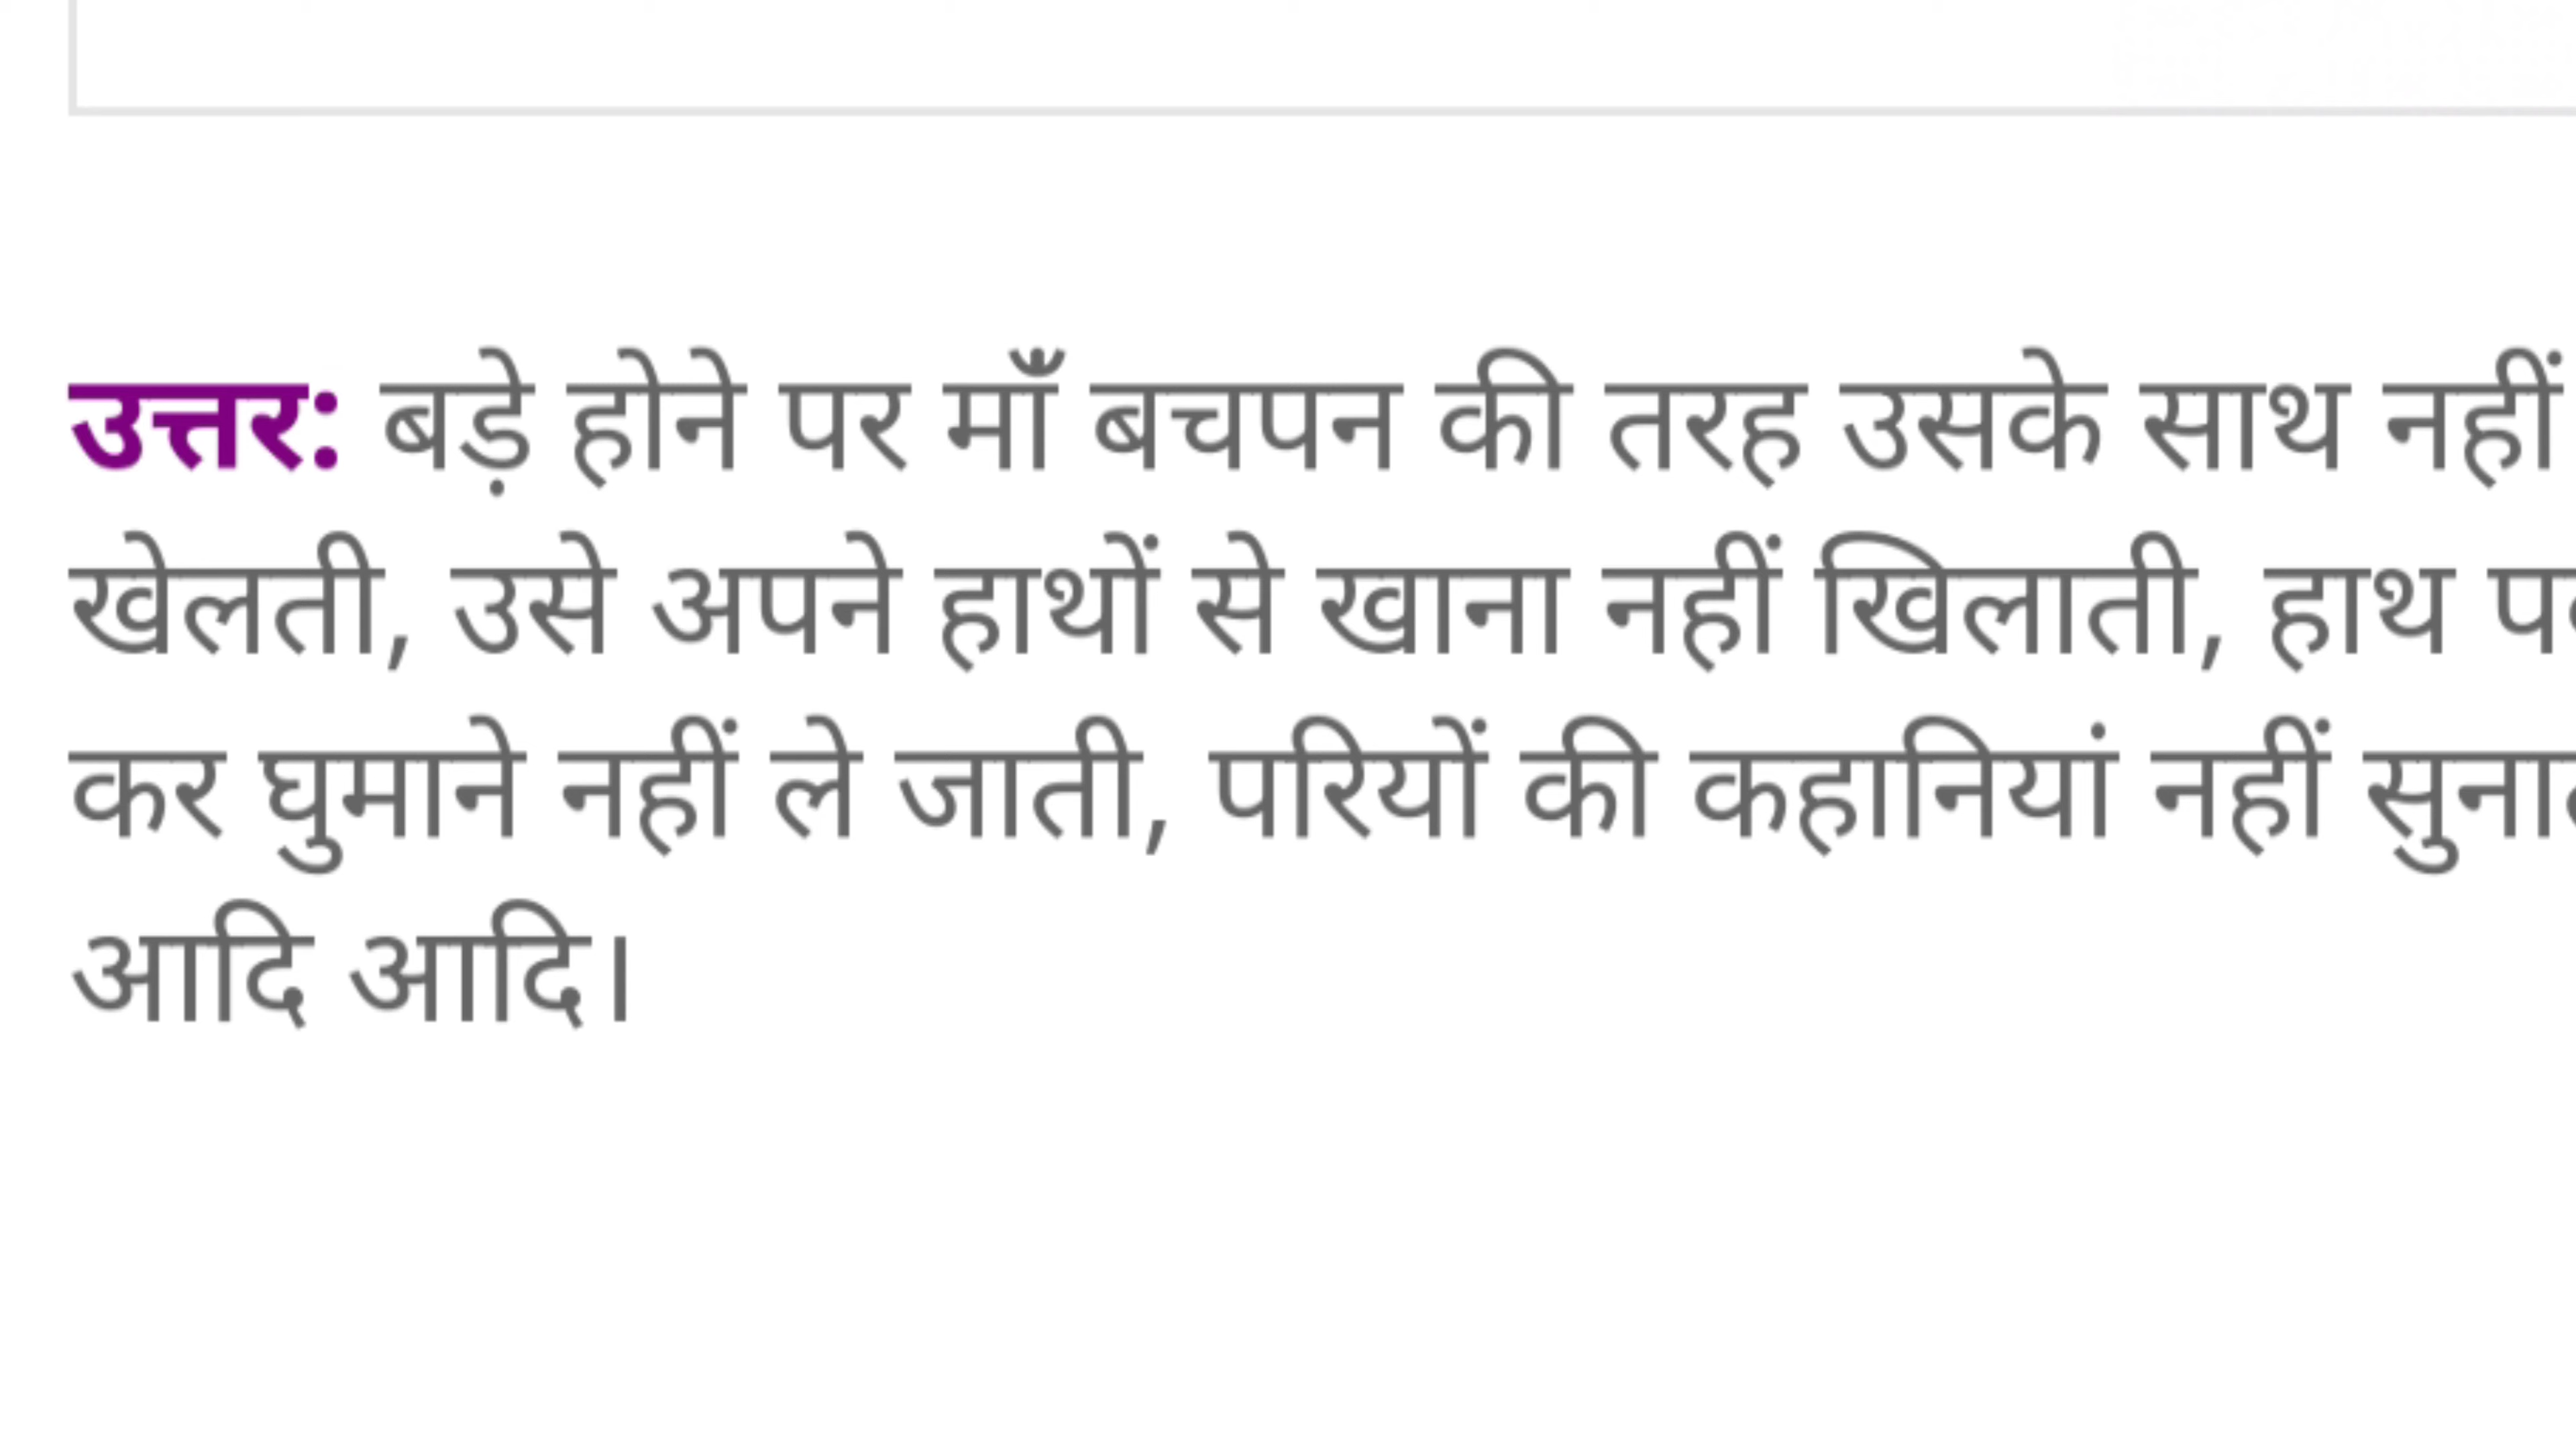 उत्तर: बड़े होने पर माँ बचपन की तरह उसके साथ नहीं
खेलती, उसे अपने हाथों से खाना नहीं खिलाती, हाथ
कर घुमाने नहीं ले जाती, परियों की कहानियां नहीं
आदि आदि।